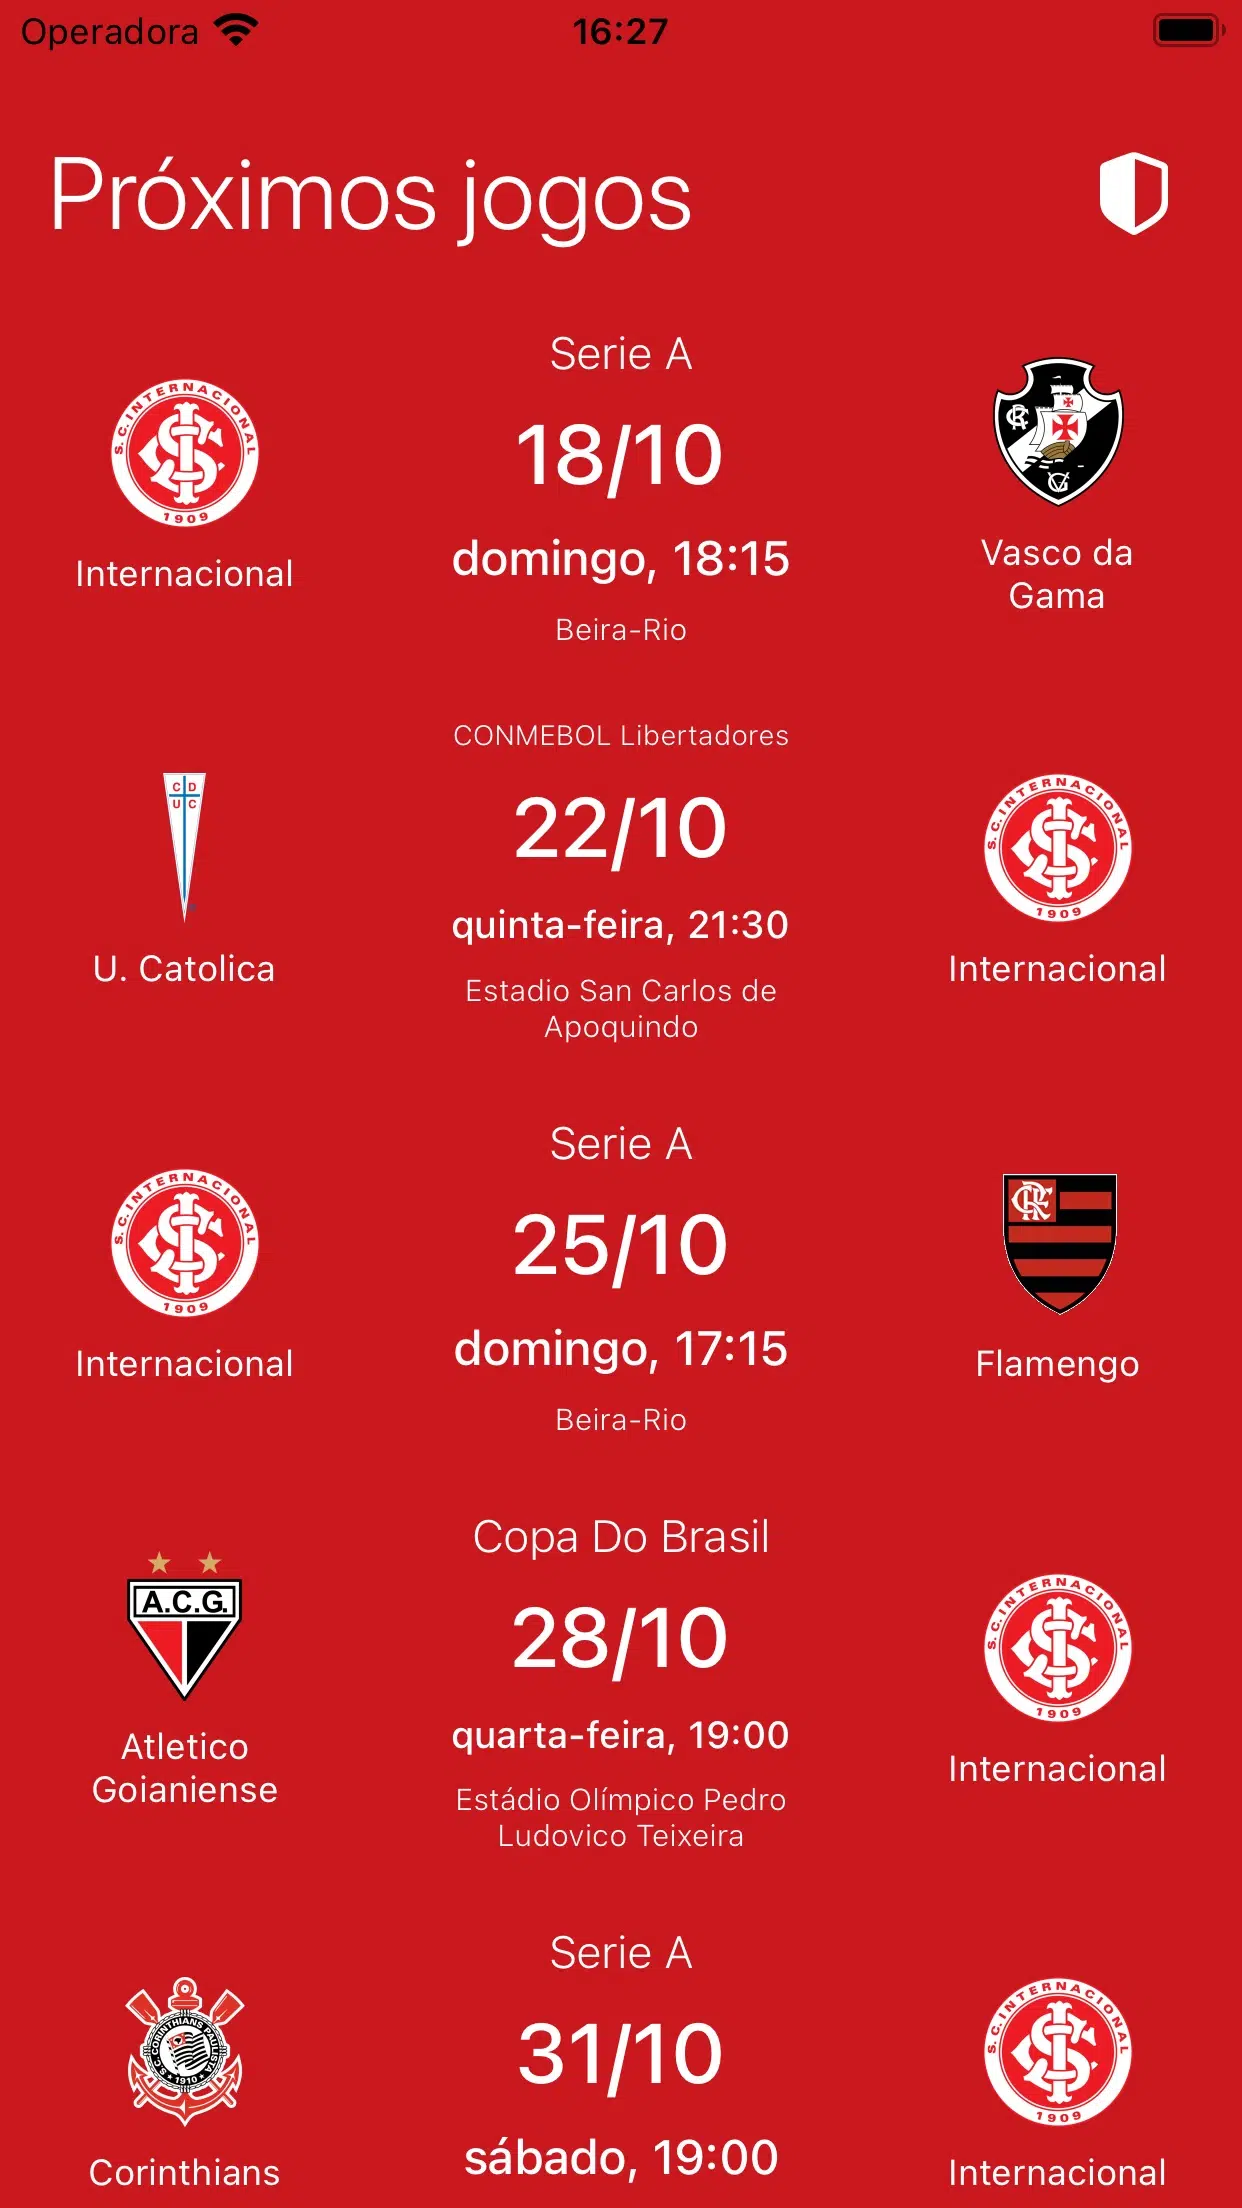 Operadora 16:27
Próximos jogos
Serie A
S.C. INTERNACIONAL
1909
Internacional
18/10
domingo, 18:15
Beira-Rio
Vasco da
Gama
CONMEBOL Libertadores
C D
U C
U. Catolica
22/10
quinta-feira, 21:30
Estadio San Carlos de
Apoquindo
S.C. INTERNACIONAL
1909
Internacional
Serie A
S.C. INTERNACIONAL
1909
Internacional
25/10
domingo, 17:15
Beira-Rio
CRF
Flamengo
Copa Do Brasil
A.C.G.
Atletico
Goianiense
28/10
quarta-feira, 19:00
Estádio Olímpico Pedro
Ludovico Teixeira
S.C. INTERNACIONAL
1909
Internacional
Serie A
S.C. CORINTHIANS PAULISTA
1910
Corinthians
31/10
sábado, 19:00
S.C. INTERNACIONAL
1909
Internacional